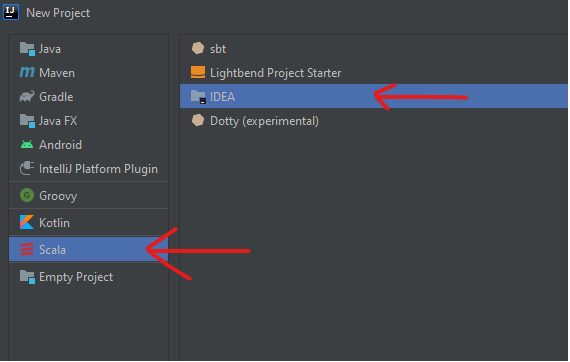 New Project
Java
Maven
Gradle
Java FX
Android
IntelliJ Platform Plugin
Groovy
Kotlin
Scala
Empty Project
sbt
Lightbend Project Starter
IDEA
Dotty (experimental)